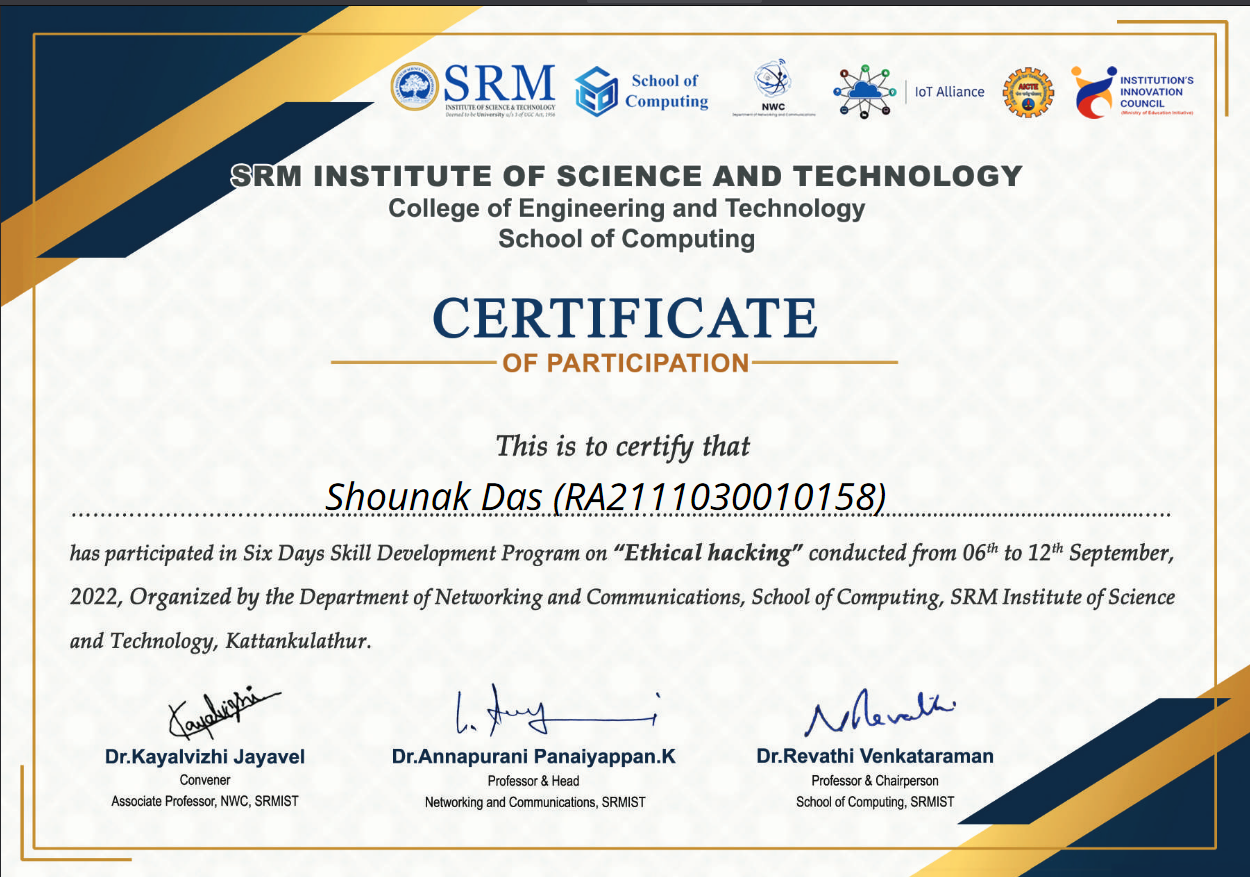 SRM
INSTITUTE OF SCIENCE & TECHNOLOGY
Deemed to be University u/s 3 of UGC Act, 1956
School of
Computing
NWC
Department of Networking and Communications
IoT Alliance
AICTE
INSTITUTION'S
INNOVATION
COUNCIL
(Ministry of Education Initiative)
SRM INSTITUTE OF SCIENCE AND TECHNOLOGY
College of Engineering and Technology
School of Computing
CERTIFICATE
OF PARTICIPATION
This is to certify that
Shounak Das (RA2111030010158)
has participated in Six Days Skill Development Program on “Ethical hacking” conducted from 06th to 12th September,
2022, Organized by the Department of Networking and Communications, School of Computing, SRM Institute of Science
and Technology, Kattankulathur.
Kayalvizhi
N Revathi
Dr.Kayalvizhi Jayavel
Dr.Annapurani Panaiyappan.K
Dr.Revathi Venkataraman
Convener
Professor & Head
Professor & Chairperson
Associate Professor, NWC, SRMIST
Networking and Communications, SRMIST
School of Computing, SRMIST